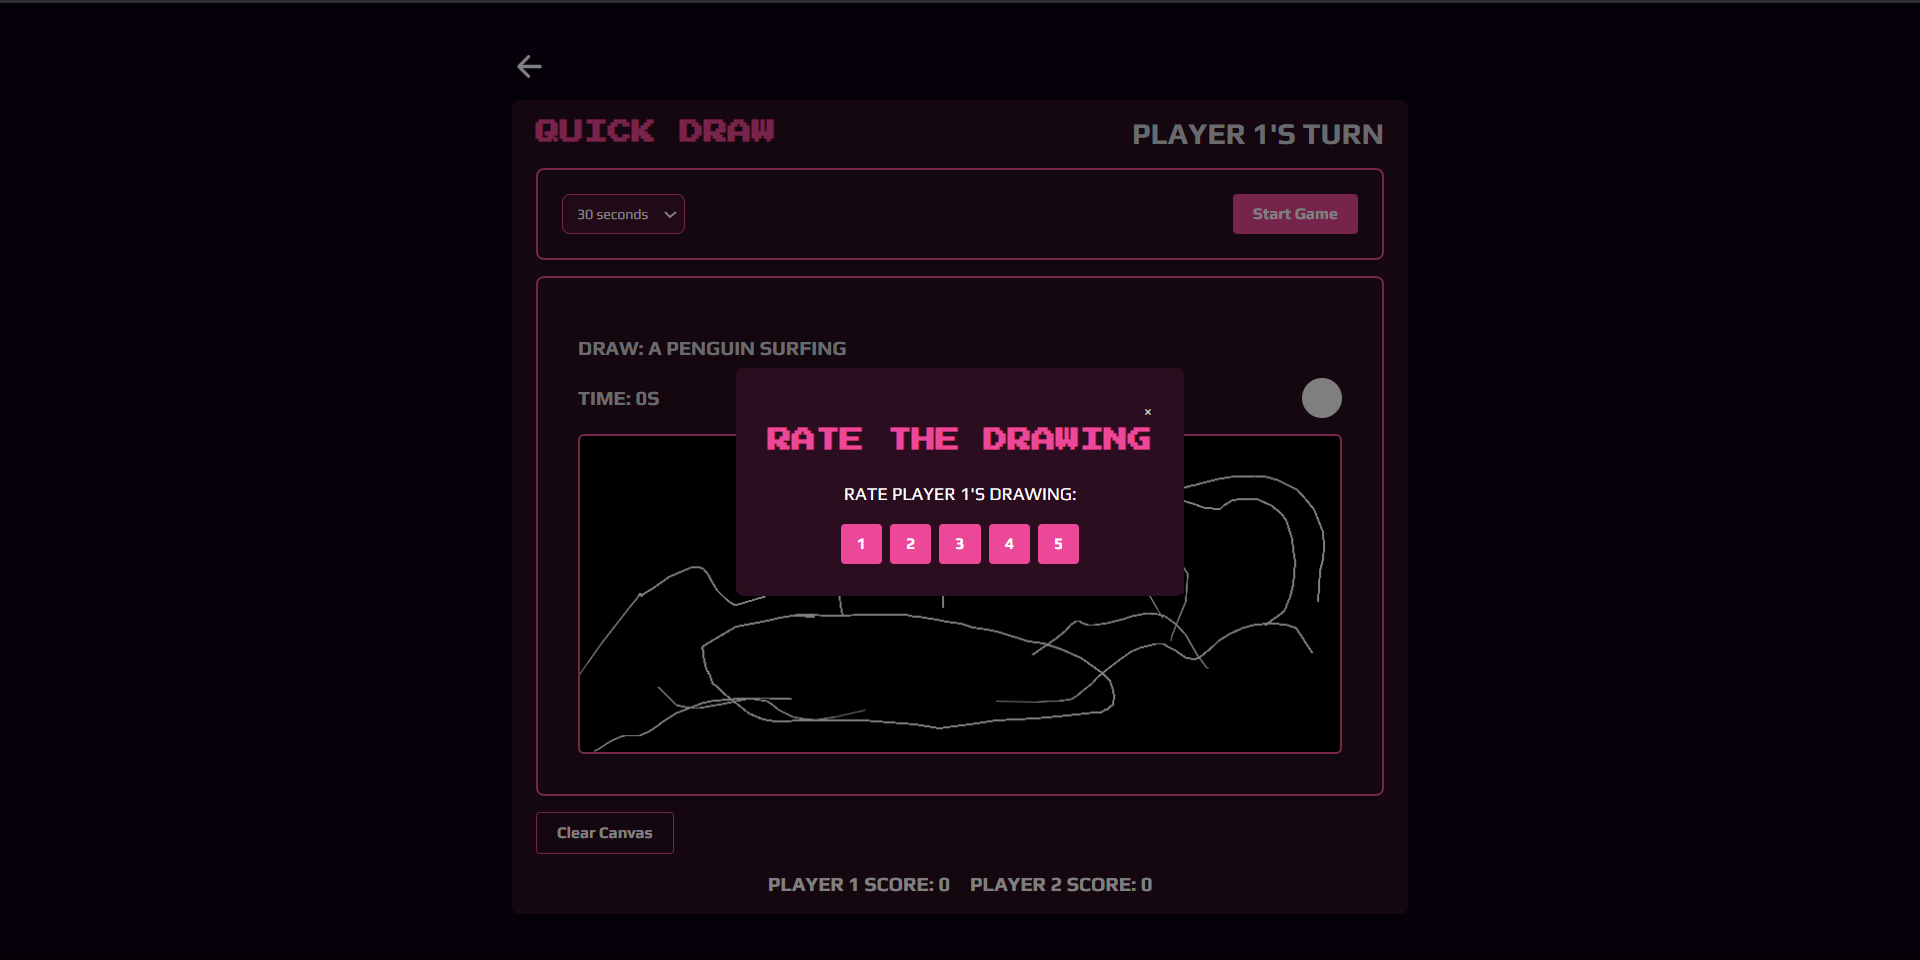 QUICK DRAW
PLAYER 1'S TURN
30 seconds
Start Game
DRAW: A PENGUIN SURFING
TIME: 0S
×
RATE THE DRAWING
RATE PLAYER 1'S DRAWING:
1 2 3 4 5
Clear Canvas
PLAYER 1 SCORE: 0 PLAYER 2 SCORE: 0